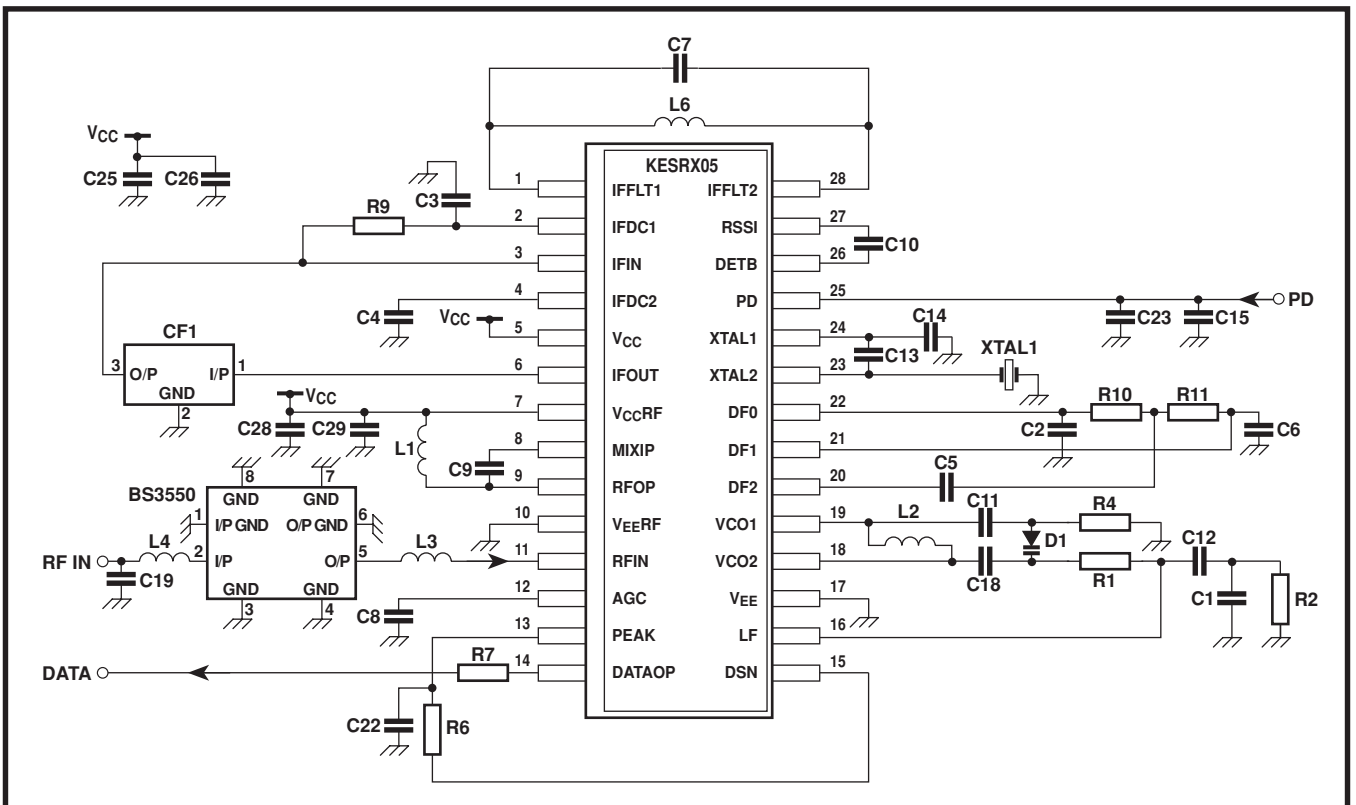 C7
L6
VCC
C25
C26
KESRX05
C3
R9
1
IFFLT1
IFFLT2
28
2
IFDC1
RSSI
27
C10
3
IFIN
DETB
26
4
IFDC2
PD
25
PD
C4
VCC
5
VCC
XTAL1
24
C14
C23
C15
C13
XTAL1
CF1
3
O/P
I/P
1
GND
2
6
IFOUT
XTAL2
23
VCC
7
VCCRF
DF0
22
R10
R11
C28
C29
L1
C2
C6
8
MIXIP
DF1
21
C9
9
RFOP
DF2
20
C5
BS3550
8
7
GND
GND
1
I/P GND
O/P GND
6
10
VEERF
VCO1
19
L2
C11
R4
D1
C12
RF IN
L4
2
I/P
O/P
5
L3
11
RFIN
VCO2
18
C18
R1
C19
GND
GND
3
4
C1
R2
12
AGC
VEE
17
C8
13
PEAK
LF
16
DATA
R7
14
DATAOP
DSN
15
C22
R6